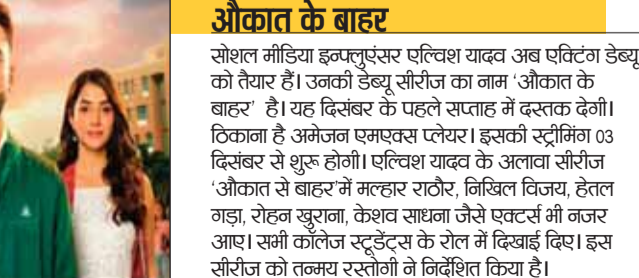 औकात के बाहर
सोशल मीडिया इन्फ्लुएंसर एल्विश यादव अब एक्टिंग डेब्यू
को तैयार हैं। उनकी डेब्यू सीरीज का नाम ‘औकात के
बाहर’ है। यह दिसंबर के पहले सप्ताह में दस्तक देगी।
ठिकाना है अमेजन एमएक्स प्लेयर। इसकी स्ट्रीमिंग 03
दिसंबर से शुरू होगी। एल्विश यादव के अलावा सीरीज
‘औकात से बाहर’में मल्हार राठौर, निखिल विजय, हेतल
गड़ा, रोहन खुराना, केशव साधना जैसे एक्टर्स भी नजर
आए। सभी कॉलेज स्टूडेंट्स के रोल में दिखाई दिए। इस
सीरीज को तन्मय रस्तोगी ने निर्देशित किया है।